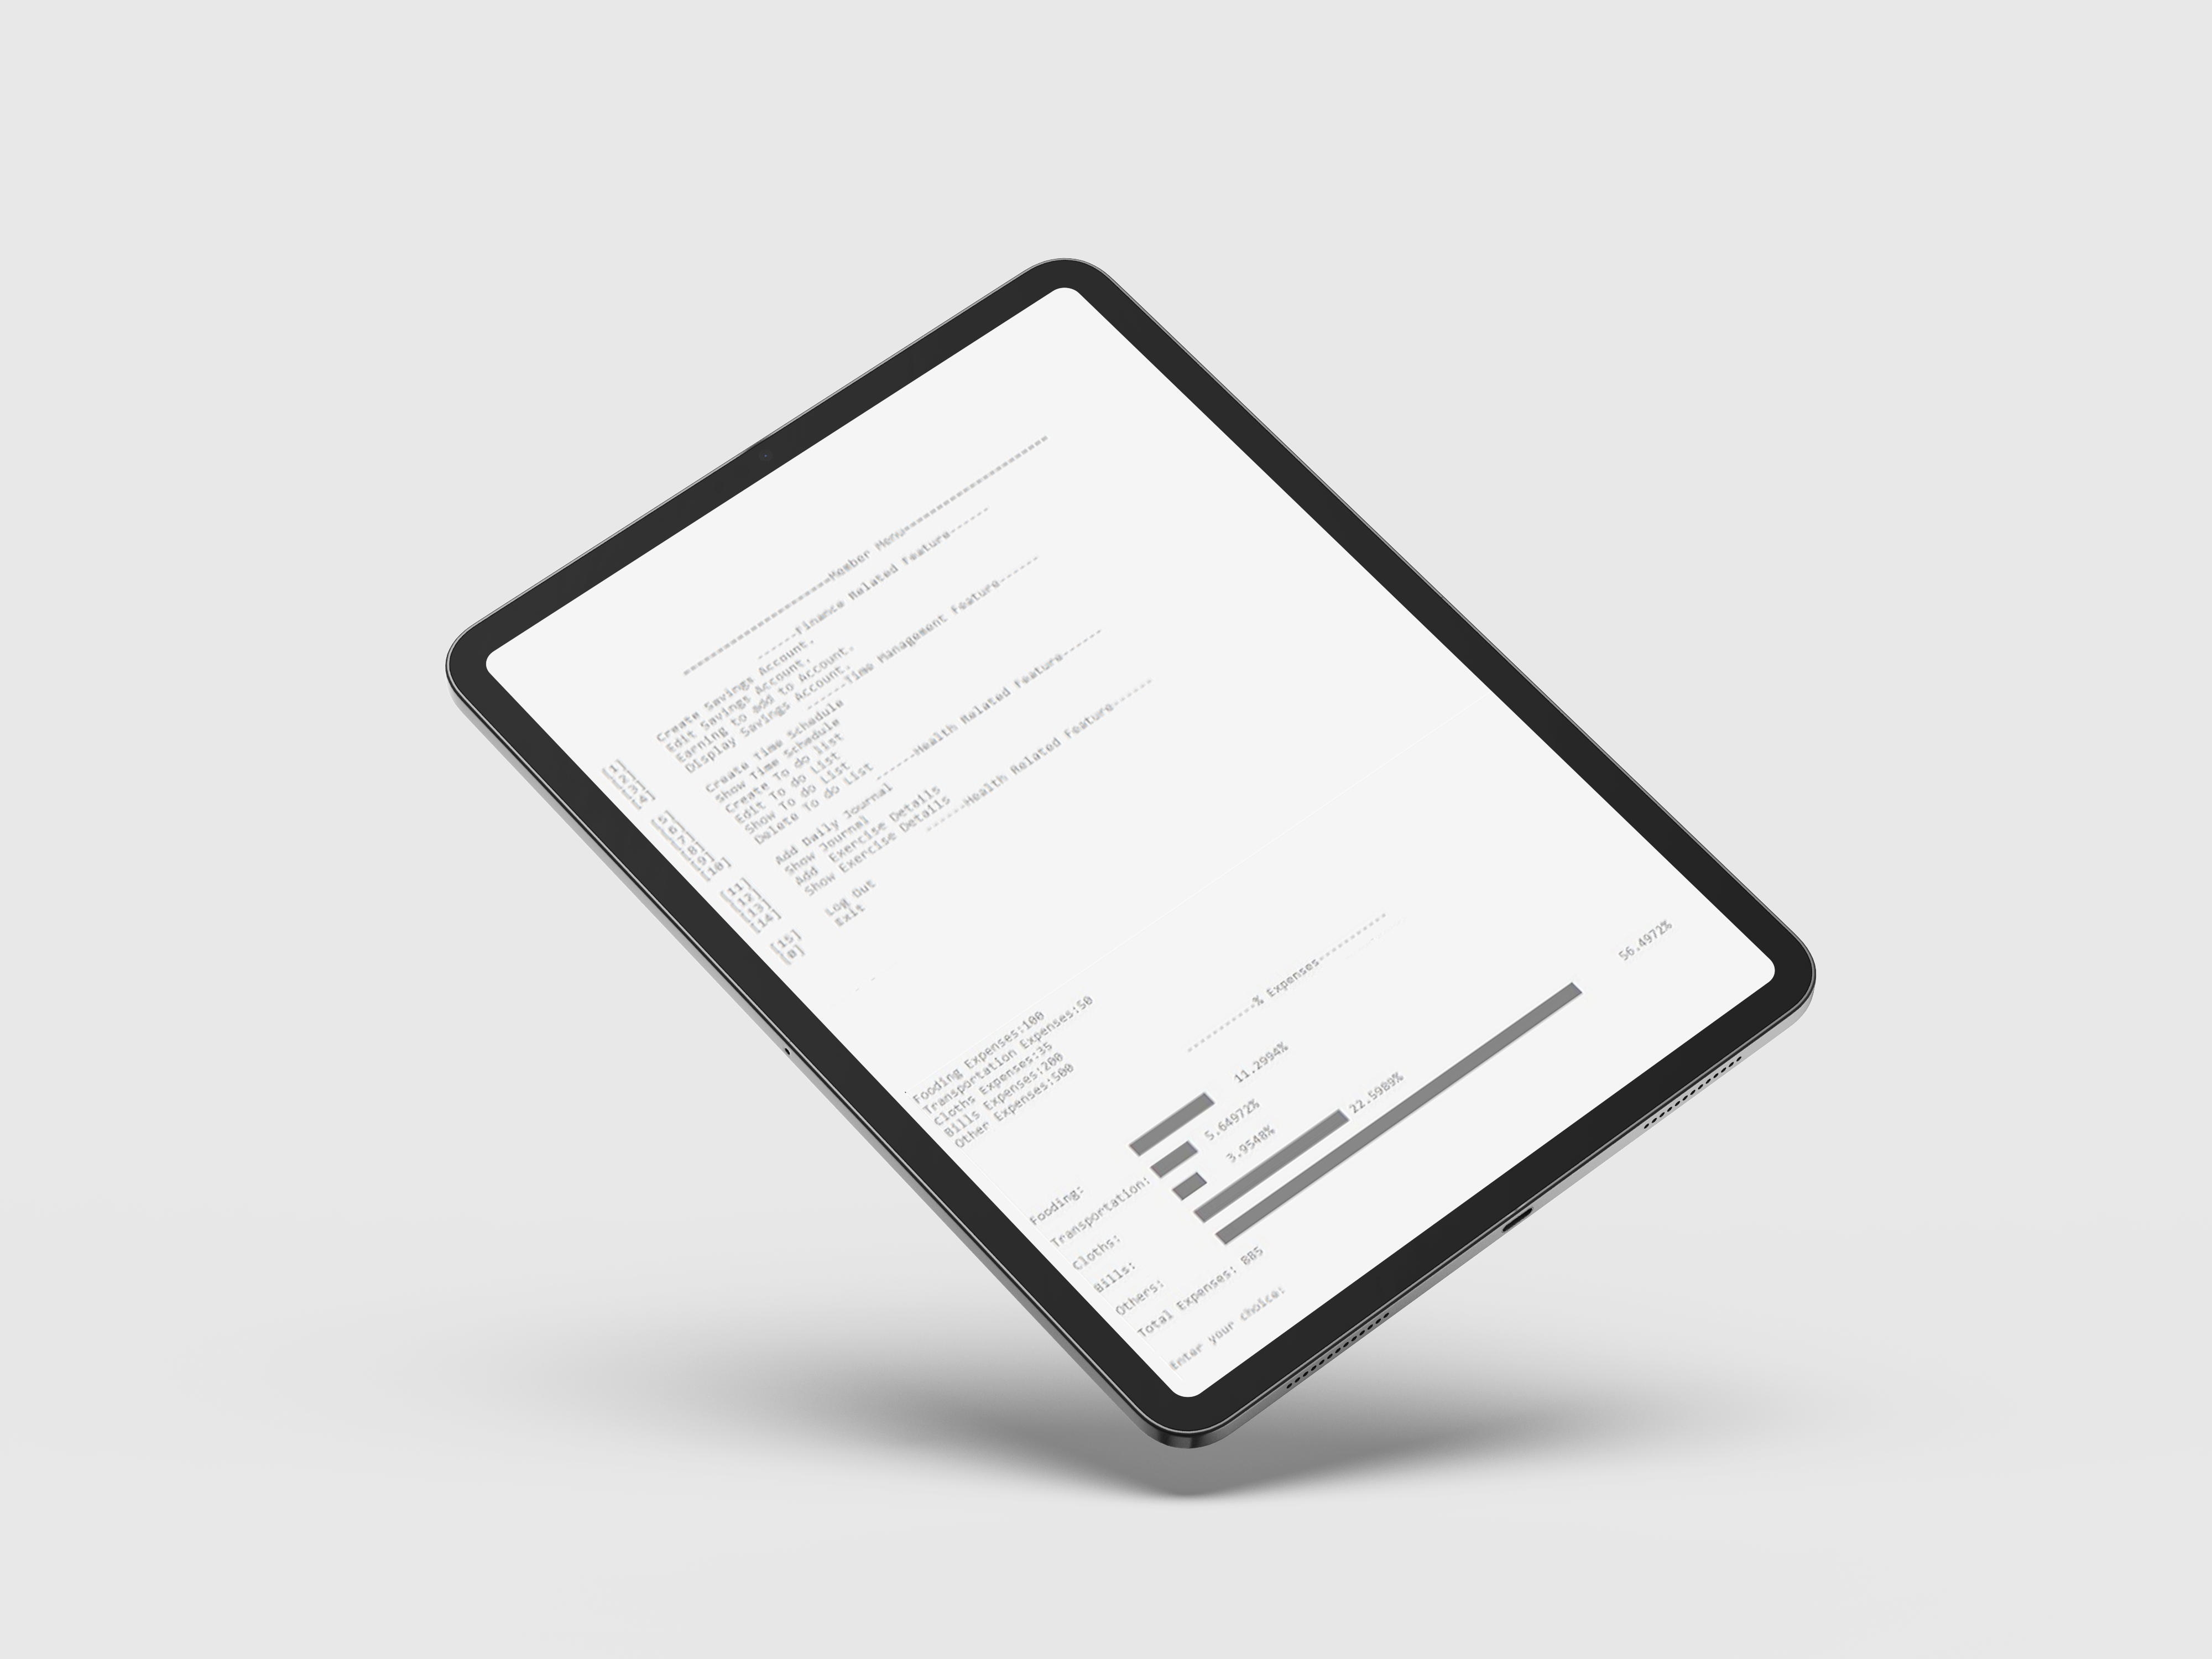 ==========================Member Menu==========================
------Finance Related Feature------
[1] Create Savings Account.
[2] Edit Savings Account.
[3] Earning to add to Account.
[4] Display Savings Account.
------Time Management Feature------
[5] Create Time Schedule
[6] Show Time Schedule
[7] Create To do list
[8] Edit To do List
[9] Show To do List
[10] Delete To do List
------Health Related Feature------
[11] Add Daily Journal
[12] Show Journal
[13] Add  Exercise Details
[14] Show Exercise Details
------Health Related Feature------
[15] Log Out
[0] Exit
Fooding Expenses:100
Transportation Expenses:50
Cloths Expenses:35
Bills Expenses:200
Other Expenses:500
------------% Expenses------------
Fooding: 11.2994%
Transportation: 5.64972%
Cloths: 3.9548%
Bills: 22.5989%
Others: 56.4972%
Total Expenses: 885
Enter your choice: